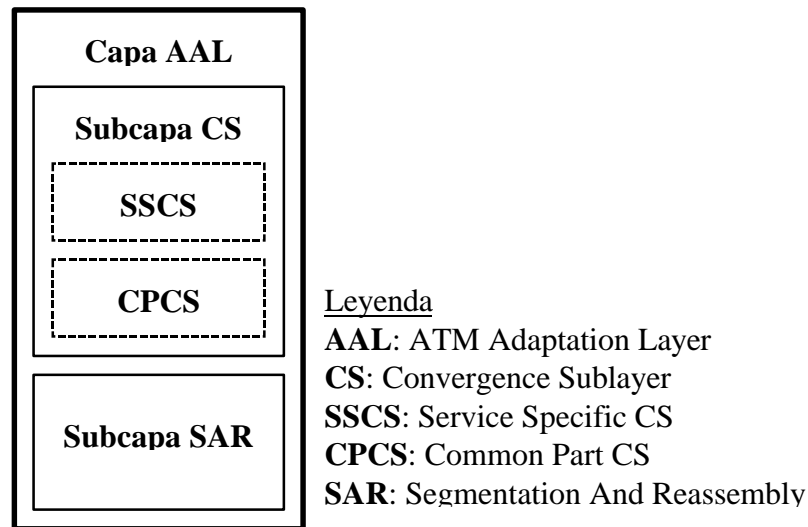 Capa AAL
Subcapa CS
SSCS
CPCS
Subcapa SAR
Leyenda
AAL: ATM Adaptation Layer
CS: Convergence Sublayer
SSCS: Service Specific CS
CPCS: Common Part CS
SAR: Segmentation And Reassembly